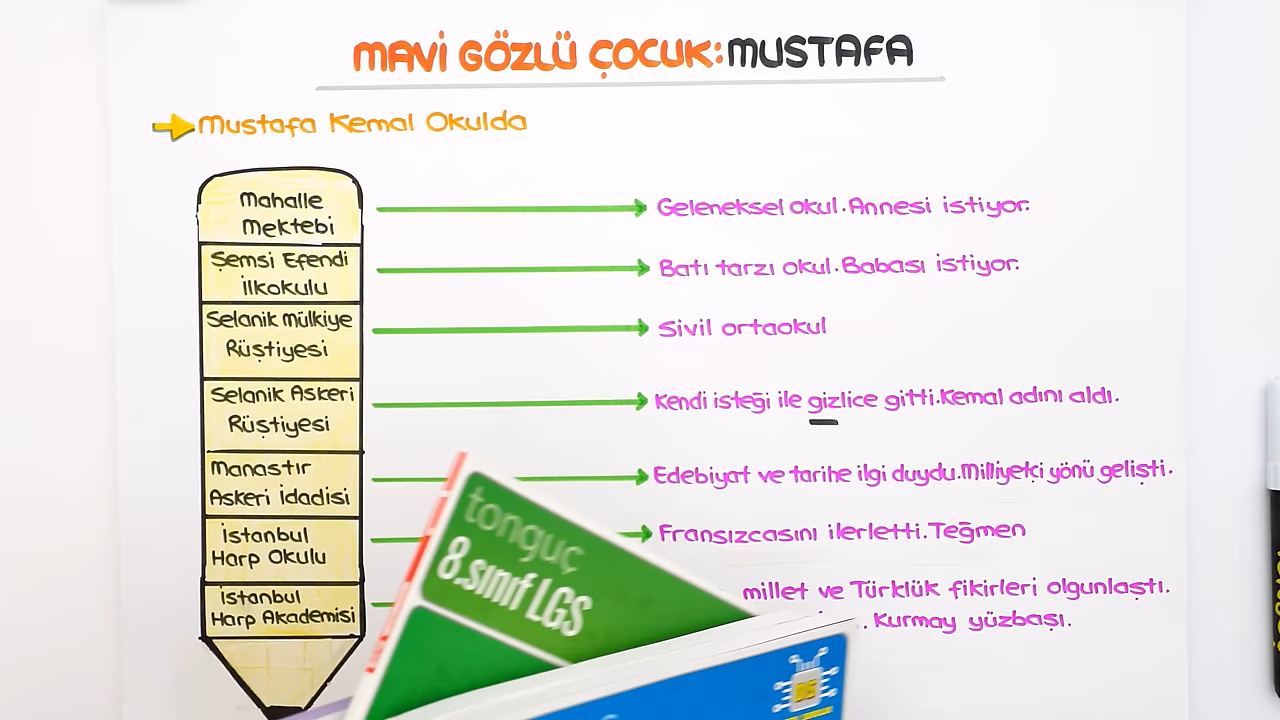 MAVİ GÖZLÜ ÇOCUK: MUSTAFA
Mustafa Kemal Okulda
Mahalle
Mektebi
Geleneksel okul. Annesi istiyor.
Şemsi Efendi
İlkokulu
Batı tarzı okul. Babası istiyor.
Selanik Mülkiye
Rüştiyesi
Sivil ortaokul
Selanik Askeri
Rüştiyesi
Kendi isteği ile gizlice gitti. Kemal adını aldı.
Manastır
Askeri İdadisi
Edebiyat ve tarihe ilgi duydu. Milliyetçi yönü gelişti.
İstanbul
Harp Okulu
Fransızcasını ilerletti. Teğmen
İstanbul
Harp Akademisi
millet ve Türklük fikirleri olgunlaştı.
. Kurmay yüzbaşı.
tonguç
8.sınıf LGS